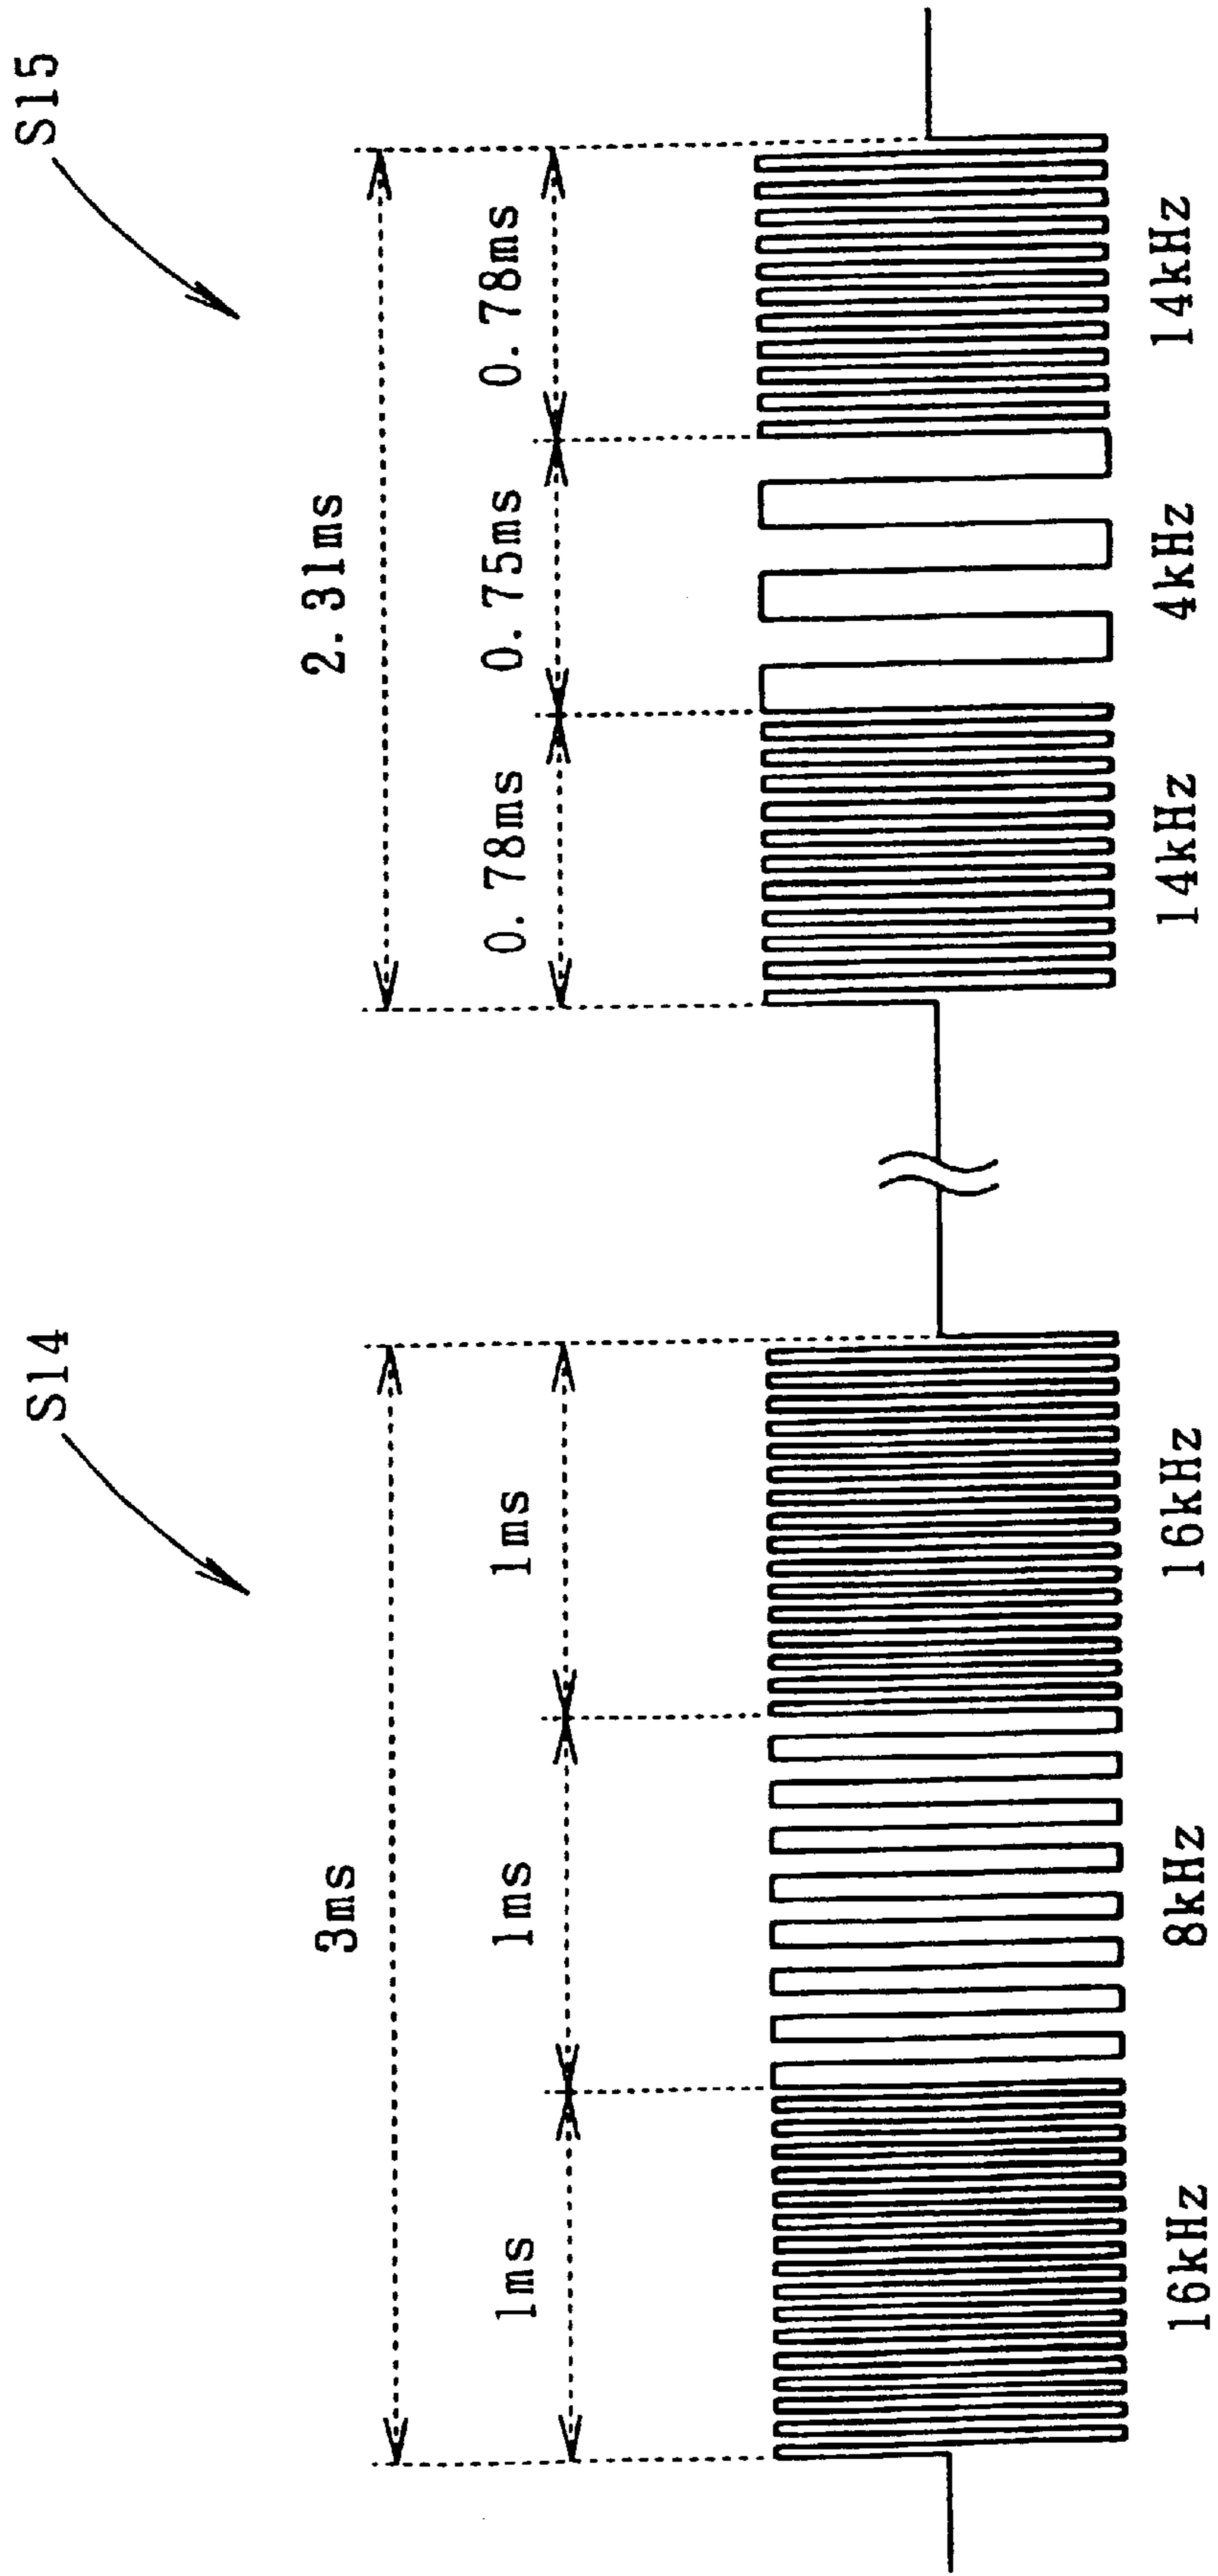 S14
3ms
1ms 1ms 1ms
16kHz 8kHz 16kHz
S15
2.31ms
0.78ms 0.75ms 0.78ms
14kHz 4kHz 14kHz